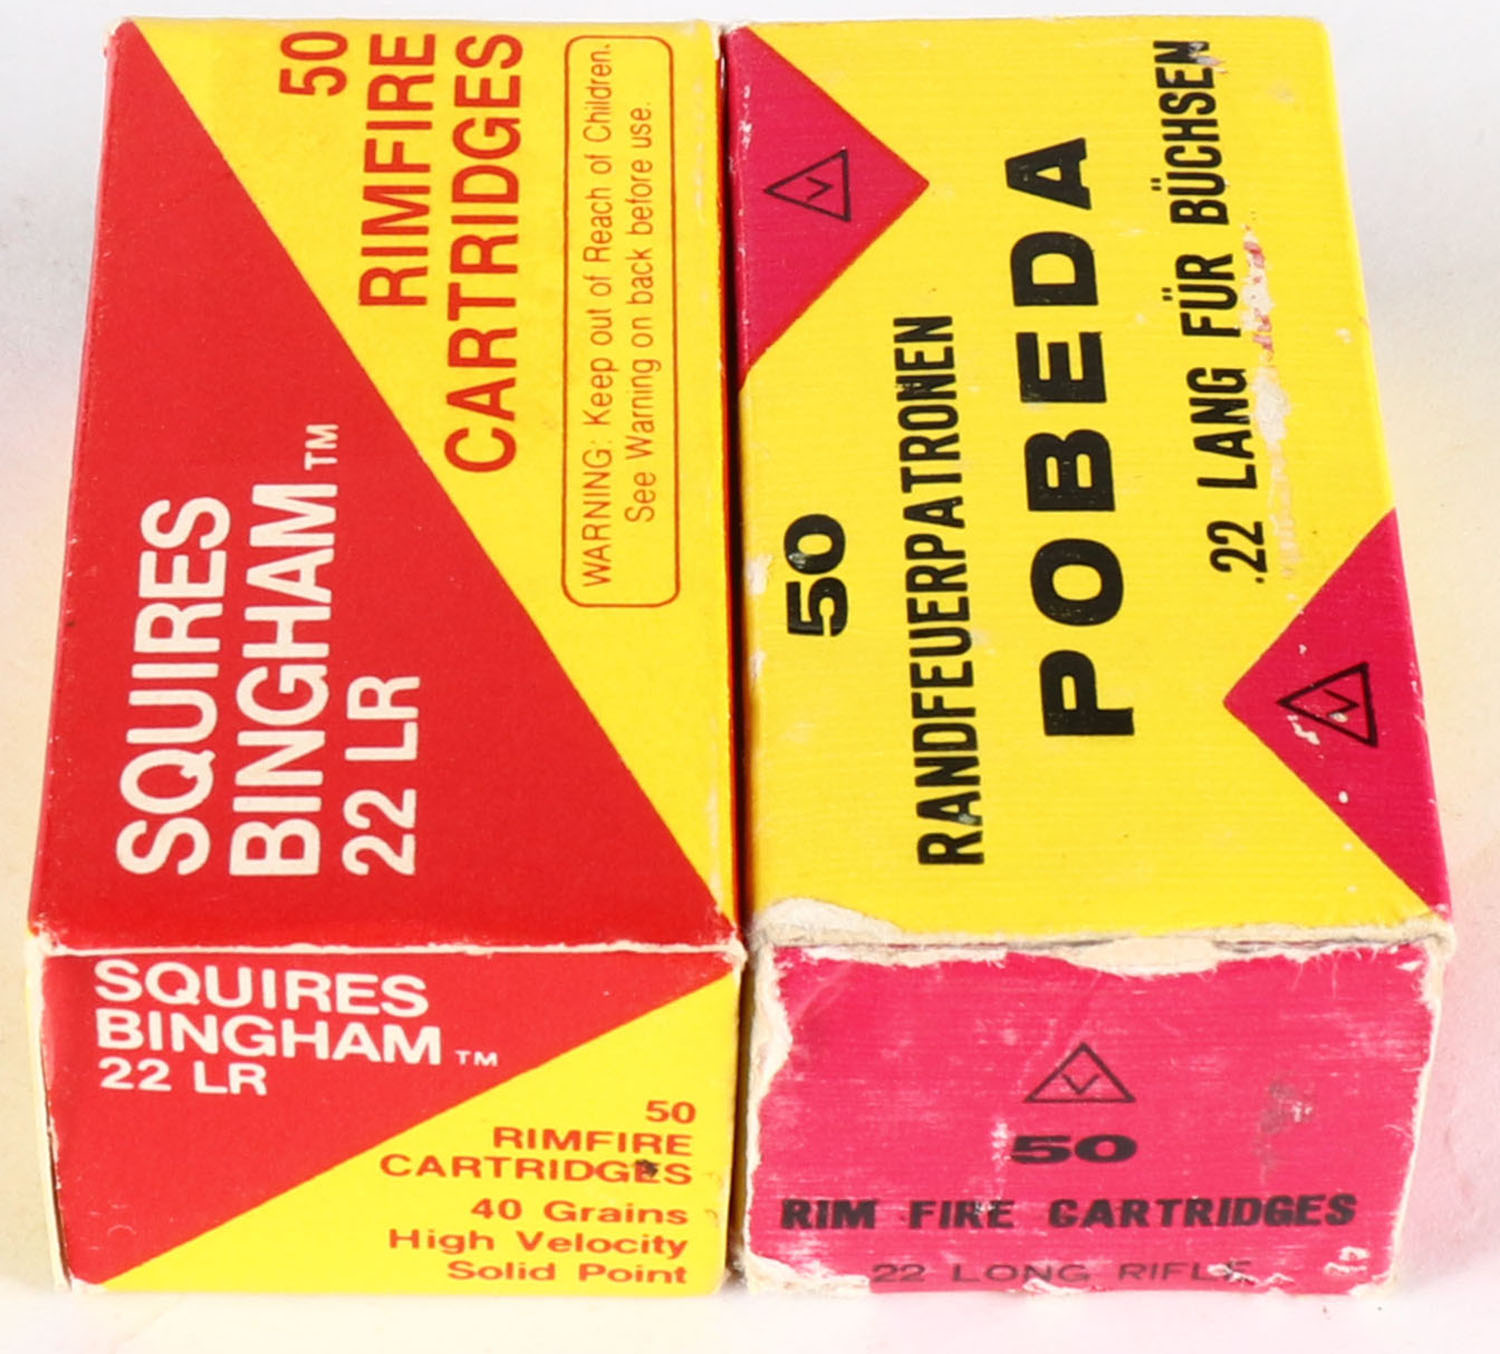 SQUIRES
BINGHAM™
22 LR
50
RIMFIRE
CARTRIDGES
WARNING: Keep out of Reach of Children.
See Warning on back before use.
SQUIRES
BINGHAM™
22 LR
50
RIMFIRE
CARTRIDGES
40 Grains
High Velocity
Solid Point
50
RANDFEUERPATRONEN
POBEDA
.22 LANG FÜR BÜCHSEN
50
RIM FIRE CARTRIDGES
22 LONG RIFLE